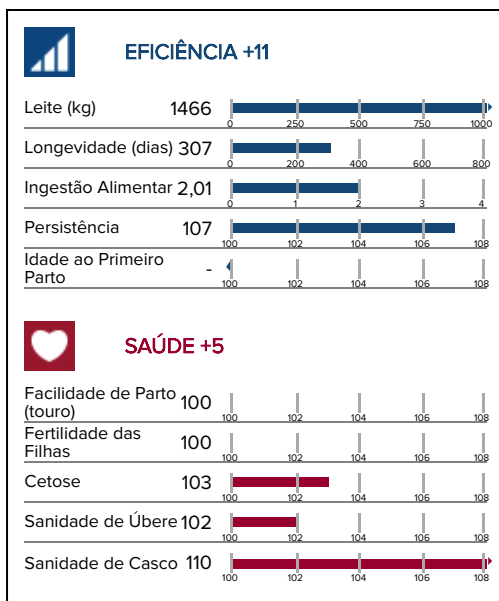 EFICIÊNCIA +11
Leite (kg) 1466
0 250 500 750 1000
Longevidade (dias) 307
0 200 400 600 800
Ingestão Alimentar 2,01
0 1 2 3 4
Persistência 107
100 102 104 106 108
Idade ao Primeiro
Parto -
100 102 104 106 108
SAÚDE +5
Facilidade de Parto
(touro) 100
100 102 104 106 108
Fertilidade das
Filhas 100
100 102 104 106 108
Cetose 103
100 102 104 106 108
Sanidade de Úbere 102
100 102 104 106 108
Sanidade de Casco 110
100 102 104 106 108